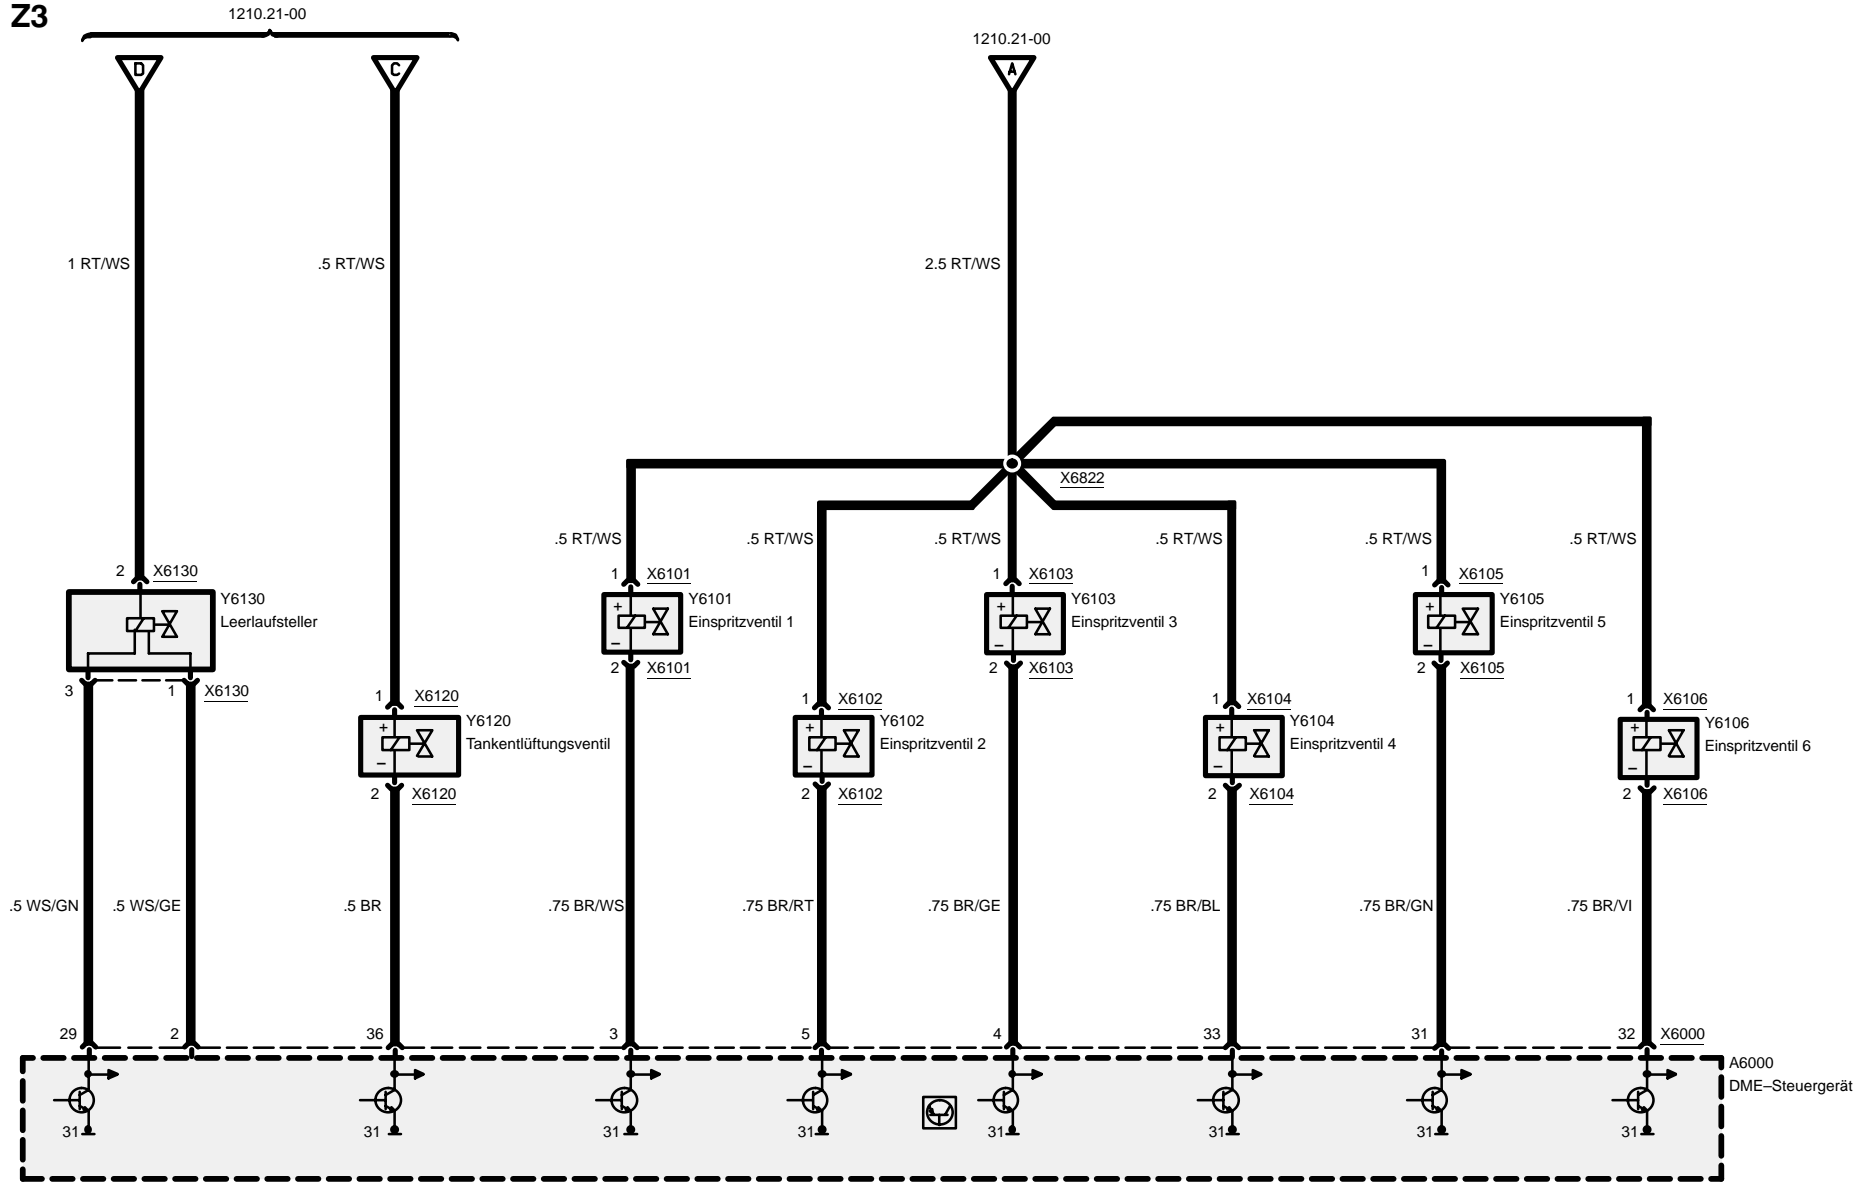 Z3
1210.21-00
1210.21-00
D
C
A
1 RT/WS
.5 RT/WS
2.5 RT/WS
X6822
.5 RT/WS
.5 RT/WS
.5 RT/WS
.5 RT/WS
.5 RT/WS
.5 RT/WS
2 X6130
1 X6101
1 X6103
1 X6105
Y6130
Leerlaufsteller
+
–
Y6101
Einspritzventil 1
+
–
Y6103
Einspritzventil 3
+
–
Y6105
Einspritzventil 5
2 X6101
2 X6103
2 X6105
3
1 X6130
1 X6120
1 X6102
1 X6104
1 X6106
+
–
Y6120
Tankentlüftungsventil
+
–
Y6102
Einspritzventil 2
+
–
Y6104
Einspritzventil 4
+
–
Y6106
Einspritzventil 6
2 X6120
2 X6102
2 X6104
2 X6106
.5 WS/GN
.5 WS/GE
.5 BR
.75 BR/WS
.75 BR/RT
.75 BR/GE
.75 BR/BL
.75 BR/GN
.75 BR/VI
29
2
36
3
5
4
33
31
32 X6000
A6000
DME–Steuergerät
31
31
31
31
31
31
31
31